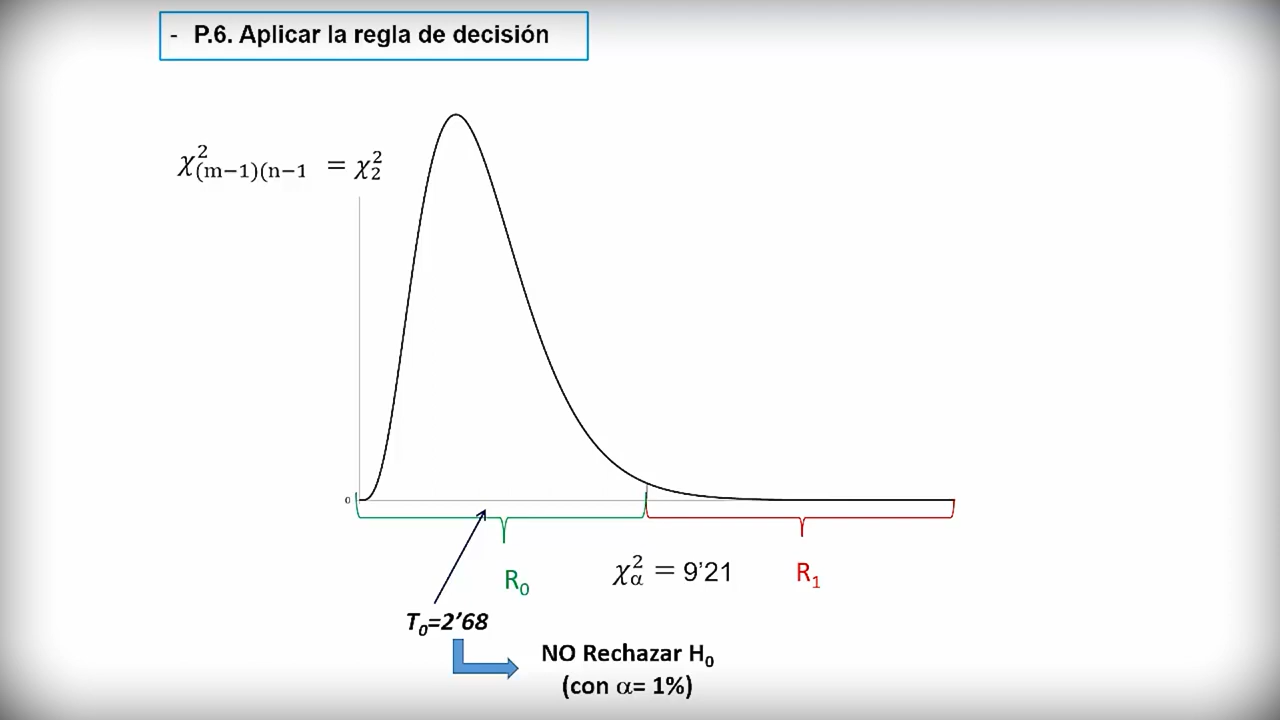 - P.6. Aplicar la regla de decisión
χ²₍m−1)(n−1 = χ²₂
0
R₀
χ²α = 9’21
R₁
T₀=2’68
NO Rechazar H₀
(con α= 1%)